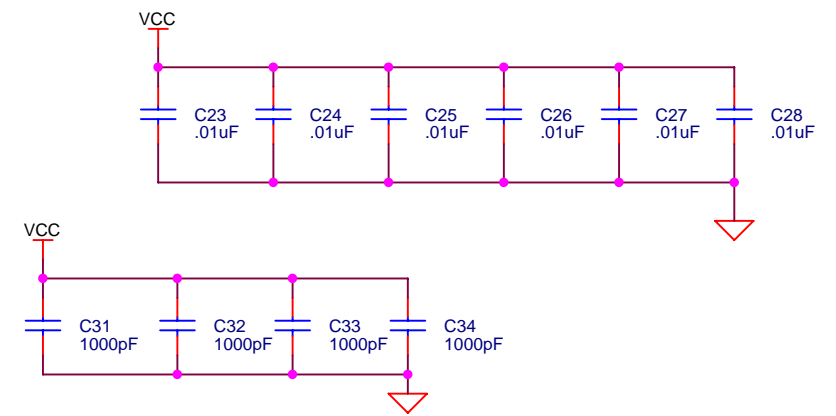 VCC
C23 C24 C25 C26 C27 C28
.01uF .01uF .01uF .01uF .01uF .01uF
VCC
C31 C32 C33 C34
1000pF 1000pF 1000pF 1000pF